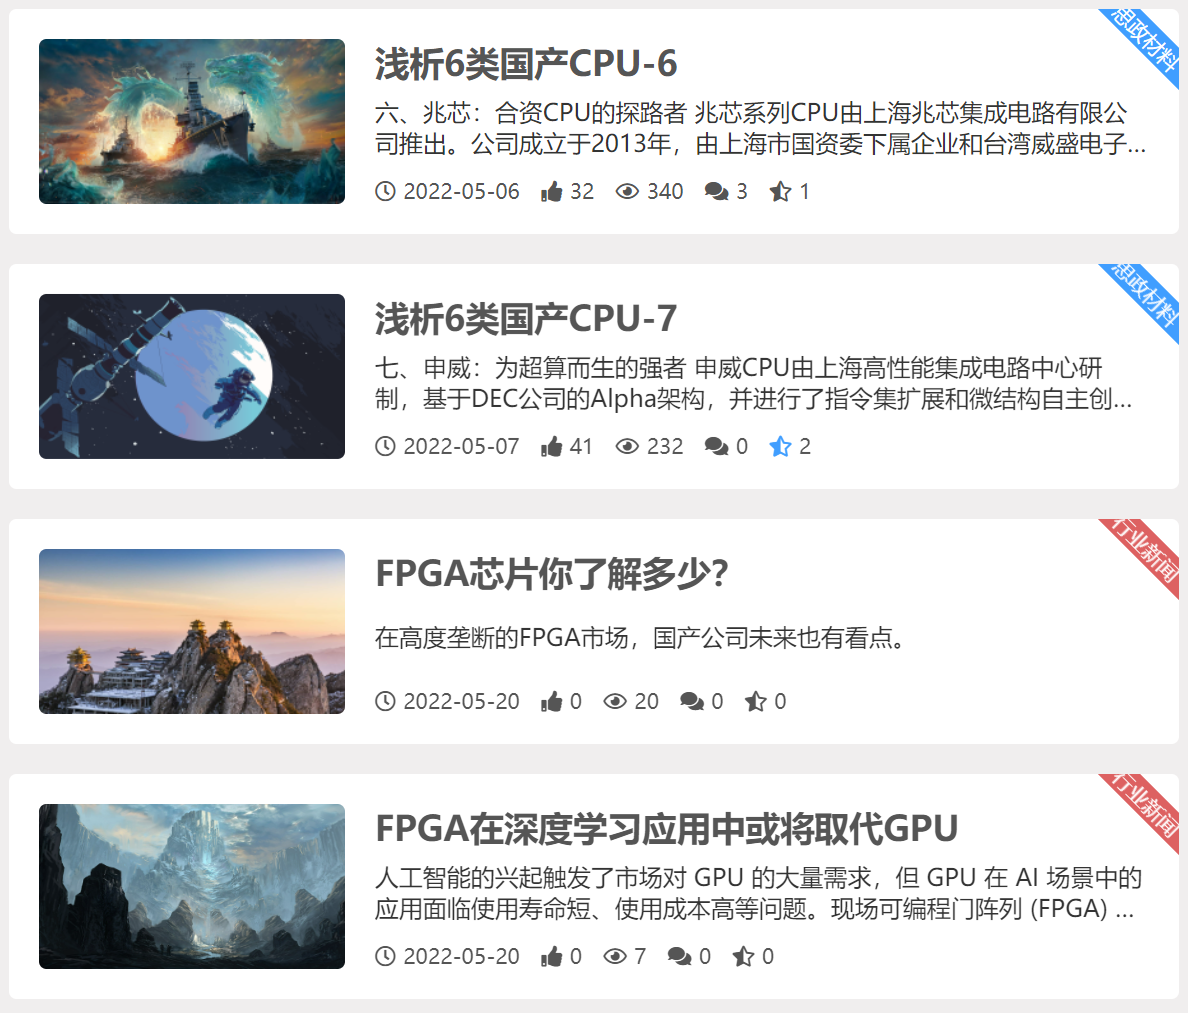 思政材料
浅析6类国产CPU-6
六、兆芯：合资CPU的探路者 兆芯系列CPU由上海兆芯集成电路有限公
司推出。公司成立于2013年，由上海市国资委下属企业和台湾威盛电子...
2022-05-06 32 340 3 1
思政材料
浅析6类国产CPU-7
七、申威：为超算而生的强者 申威CPU由上海高性能集成电路中心研
制，基于DEC公司的Alpha架构，并进行了指令集扩展和微结构自主创...
2022-05-07 41 232 0 2
行业新闻
FPGA芯片你了解多少？
在高度垄断的FPGA市场，国产公司未来也有看点。
2022-05-20 0 20 0 0
行业新闻
FPGA在深度学习应用中或将取代GPU
人工智能的兴起触发了市场对 GPU 的大量需求，但 GPU 在 AI 场景中的
应用面临使用寿命短、使用成本高等问题。现场可编程门阵列 (FPGA) ...
2022-05-20 0 7 0 0